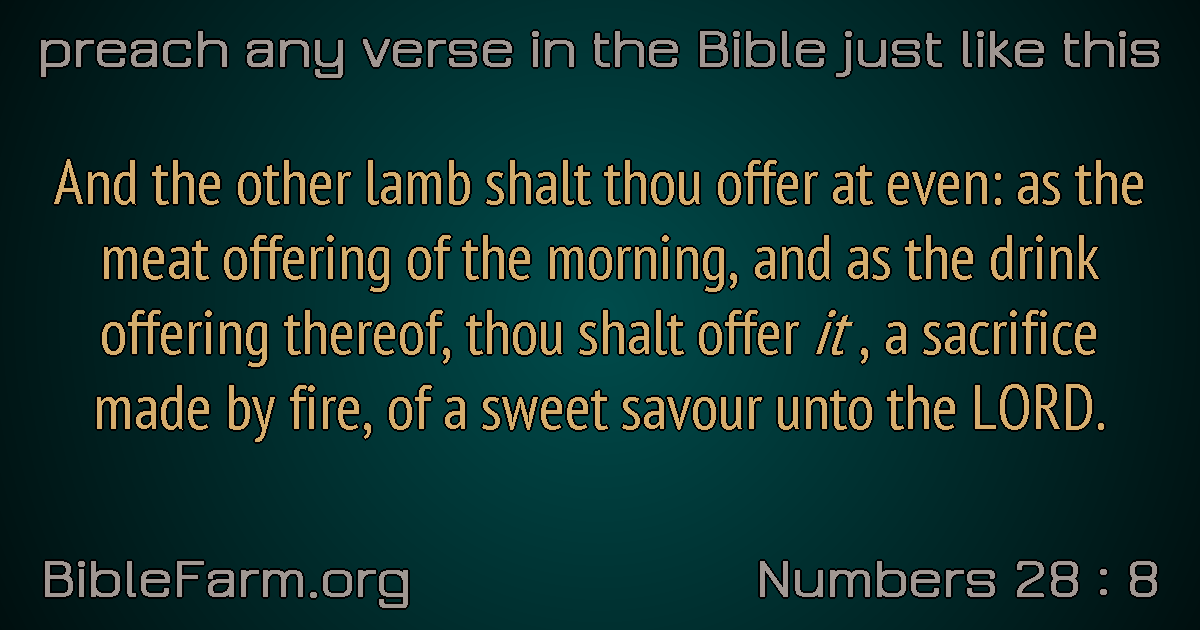 preach any verse in the Bible just like this
And the other lamb shalt thou offer at even: as the
meat offering of the morning, and as the drink
offering thereof, thou shalt offer it , a sacrifice
made by fire, of a sweet savour unto the LORD.
BibleFarm.org
Numbers 28 : 8